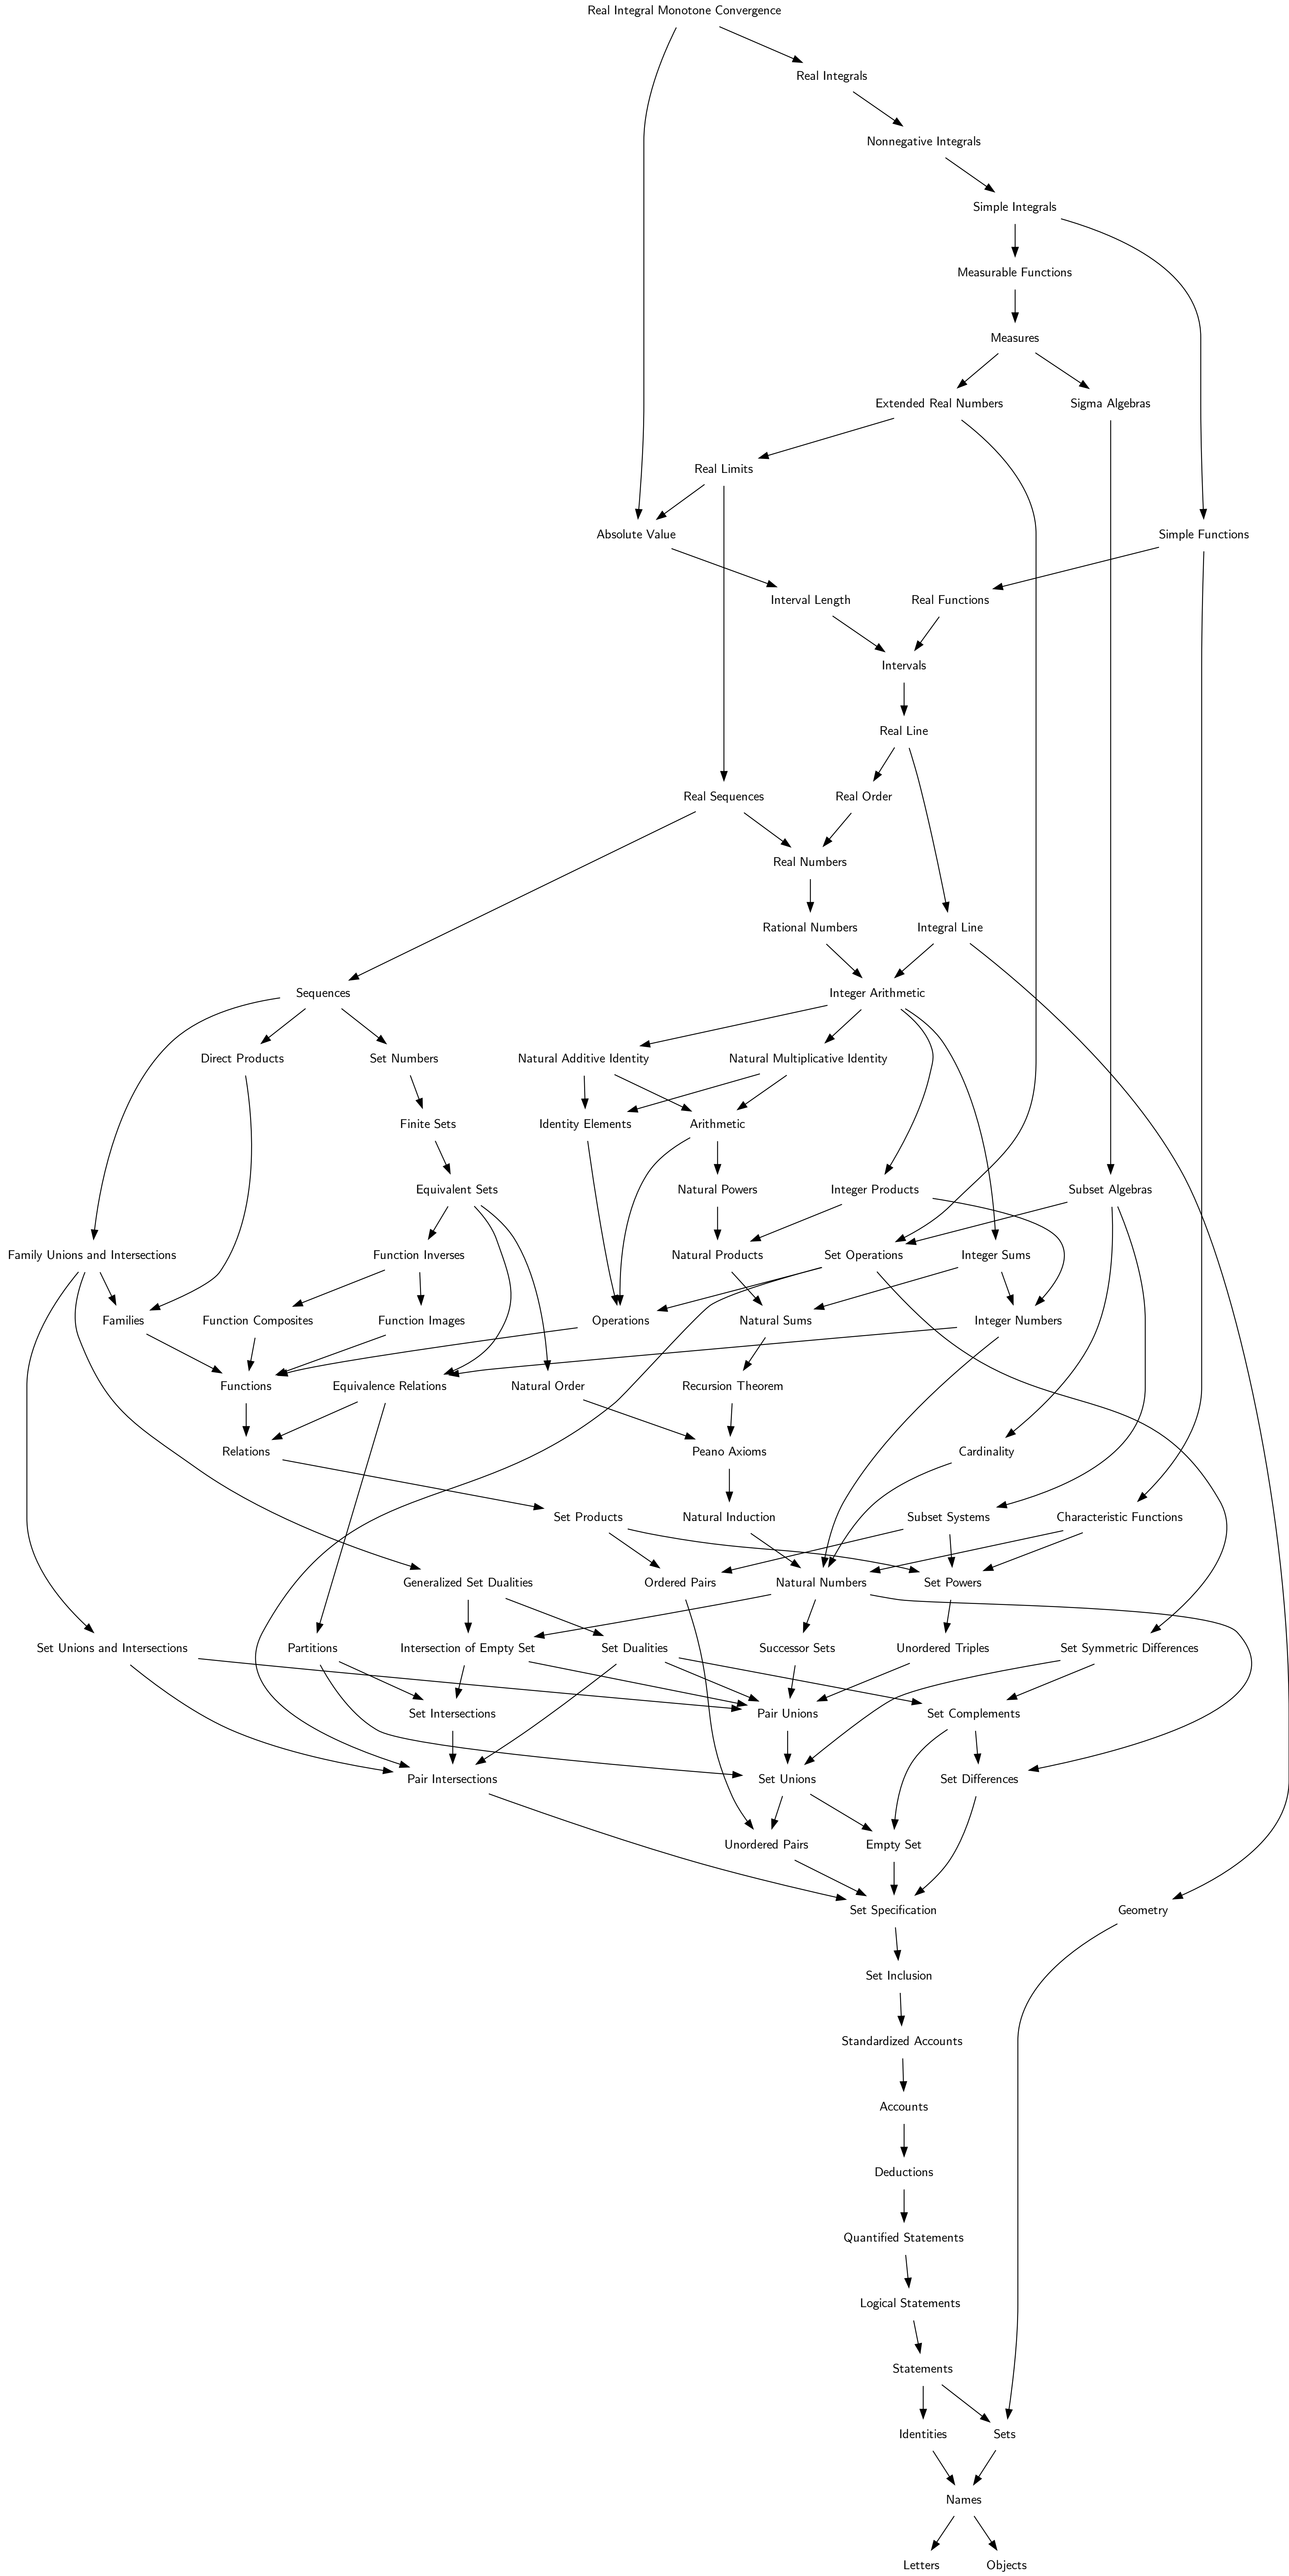 Real Integral Monotone Convergence
Real Integrals
Nonnegative Integrals
Simple Integrals
Measurable Functions
Measures
Extended Real Numbers
Sigma Algebras
Real Limits
Absolute Value
Simple Functions
Interval Length
Real Functions
Intervals
Real Line
Real Sequences
Real Order
Real Numbers
Rational Numbers
Integral Line
Sequences
Integer Arithmetic
Direct Products
Set Numbers
Natural Additive Identity
Natural Multiplicative Identity
Finite Sets
Identity Elements
Arithmetic
Equivalent Sets
Natural Powers
Integer Products
Subset Algebras
Family Unions and Intersections
Function Inverses
Natural Products
Set Operations
Integer Sums
Families
Function Composites
Function Images
Operations
Natural Sums
Integer Numbers
Functions
Equivalence Relations
Natural Order
Recursion Theorem
Relations
Peano Axioms
Cardinality
Set Products
Natural Induction
Subset Systems
Characteristic Functions
Generalized Set Dualities
Ordered Pairs
Natural Numbers
Set Powers
Set Unions and Intersections
Partitions
Intersection of Empty Set
Set Dualities
Successor Sets
Unordered Triples
Set Symmetric Differences
Set Intersections
Pair Unions
Set Complements
Pair Intersections
Set Unions
Set Differences
Unordered Pairs
Empty Set
Set Specification
Geometry
Set Inclusion
Standardized Accounts
Accounts
Deductions
Quantified Statements
Logical Statements
Statements
Identities
Sets
Names
Letters
Objects